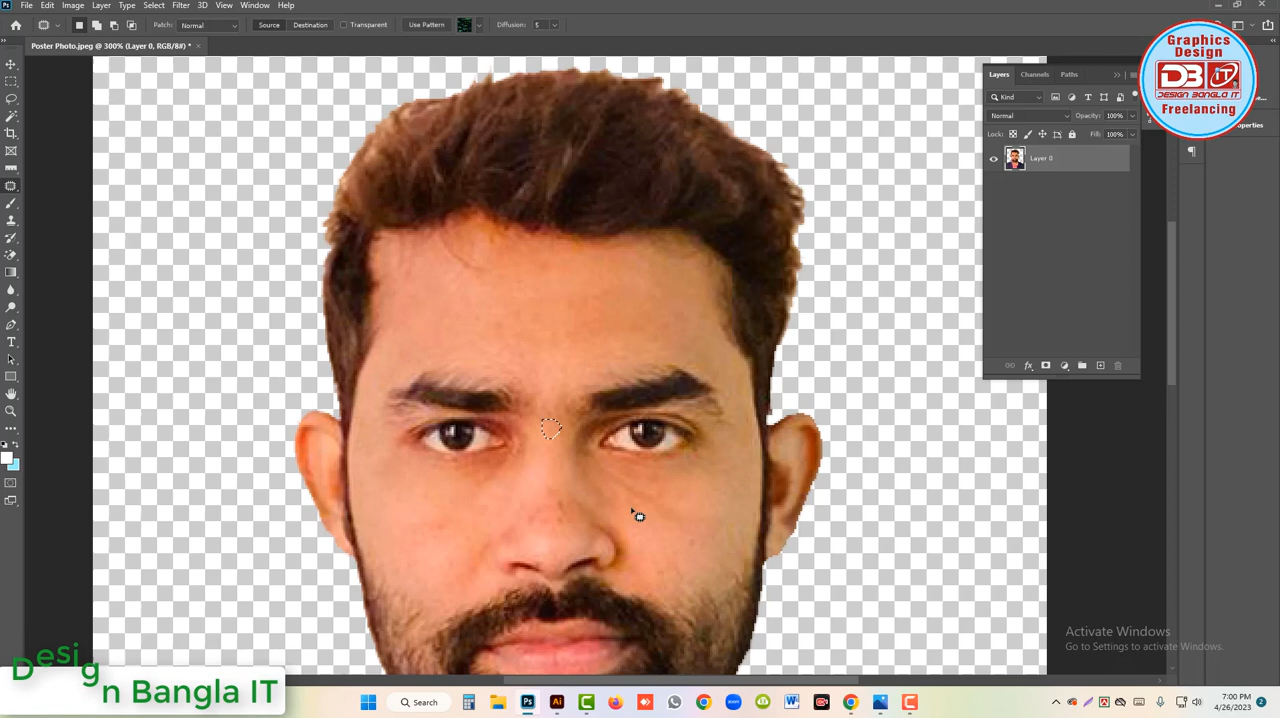 File Edit Image Layer Type Select Filter 3D View Window Help
Patch: Normal Source Destination Transparent Use Pattern Diffusion: 5
Poster Photo.jpeg @ 300% (Layer 0, RGB/8#) * ×
Layers Channels Paths
Kind
Normal Opacity: 100%
Lock: Fill: 100%
Layer 0
Properties
Graphics
Design
DB iT
DESIGN BANGLA IT
Freelancing
Activate Windows
Go to Settings to activate Windows.
Desig
n Bangla IT
Search
7:00 PM
4/26/2023